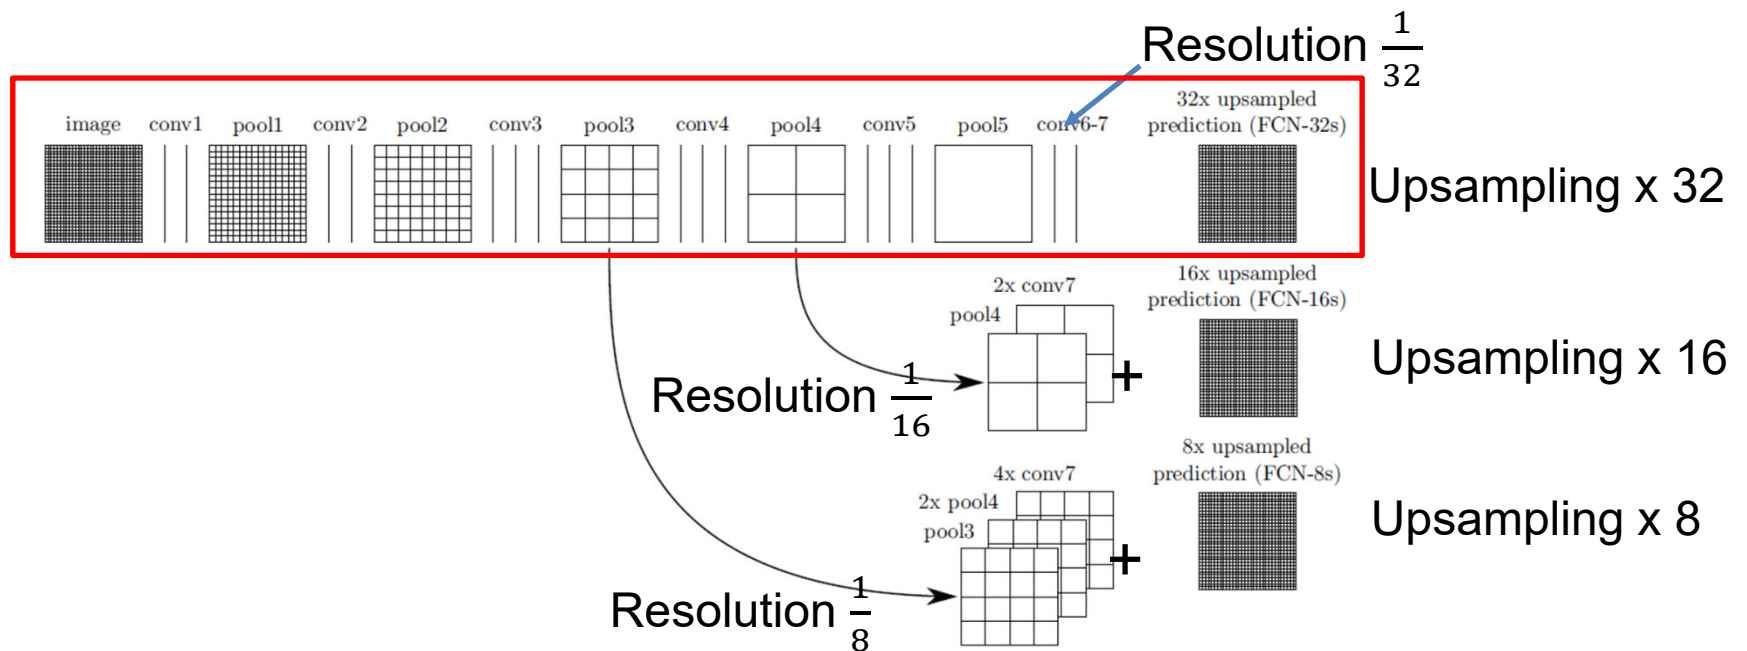 Resolution 1/32
image conv1 pool1 conv2 pool2 conv3 pool3 conv4 pool4 conv5 pool5 conv6-7
32x upsampled
prediction (FCN-32s)
Upsampling x 32
2x conv7
pool4
+
16x upsampled
prediction (FCN-16s)
Upsampling x 16
Resolution 1/16
4x conv7
2x pool4
pool3
+
8x upsampled
prediction (FCN-8s)
Upsampling x 8
Resolution 1/8